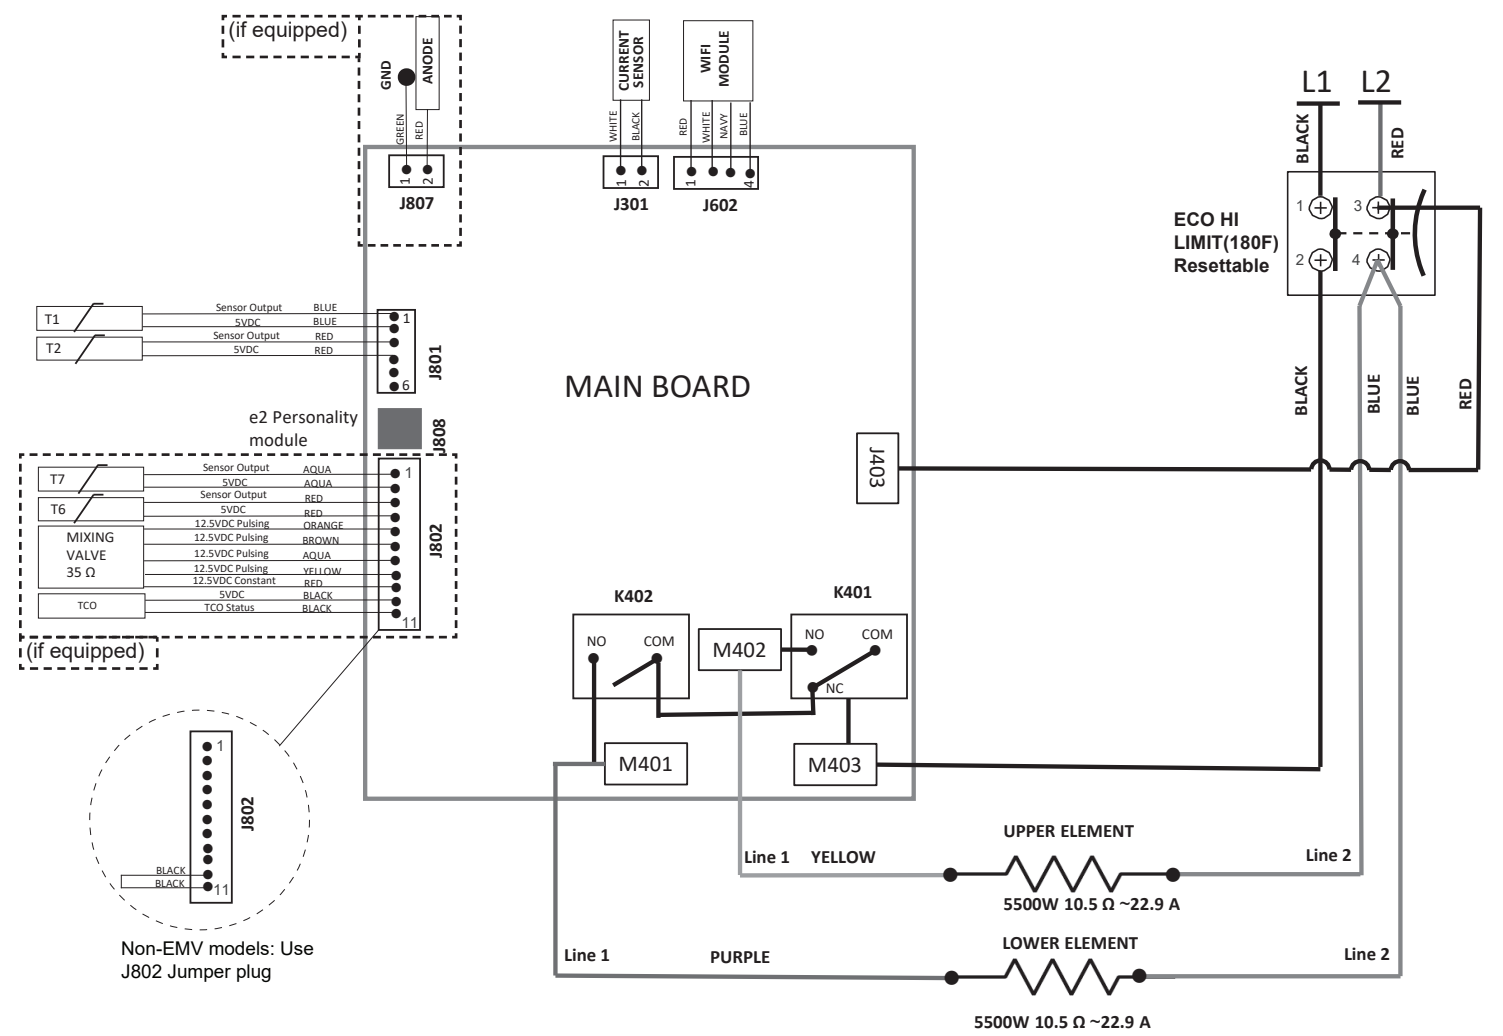 (if equipped)
GND
ANODE
GREEN
RED
1
2
J807
CURRENT
SENSOR
WHITE
BLACK
1
2
J301
WIFI
MODULE
RED
WHITE
NAVY
BLUE
1
4
J602
L1
L2
BLACK
RED
ECO HI
LIMIT(180F)
Resettable
1
3
2
4
BLACK
BLUE
BLUE
RED
T1
Sensor Output BLUE
5VDC BLUE
T2
Sensor Output RED
5VDC RED
1
6
J801
MAIN BOARD
e2 Personality
module
J808
T7
Sensor Output AQUA
5VDC AQUA
T6
Sensor Output RED
5VDC RED
MIXING
VALVE
35 Ω
12.5VDC Pulsing ORANGE
12.5VDC Pulsing BROWN
12.5VDC Pulsing AQUA
12.5VDC Pulsing YELLOW
12.5VDC Constant RED
TCO
5VDC BLACK
TCO Status BLACK
1
11
J802
(if equipped)
J403
K402
NO
COM
K401
NO
COM
NC
M402
M401
M403
1
11
J802
BLACK
BLACK
Non-EMV models: Use
J802 Jumper plug
UPPER ELEMENT
Line 1 YELLOW
Line 2
5500W 10.5 Ω ~22.9 A
LOWER ELEMENT
Line 1
PURPLE
Line 2
5500W 10.5 Ω ~22.9 A